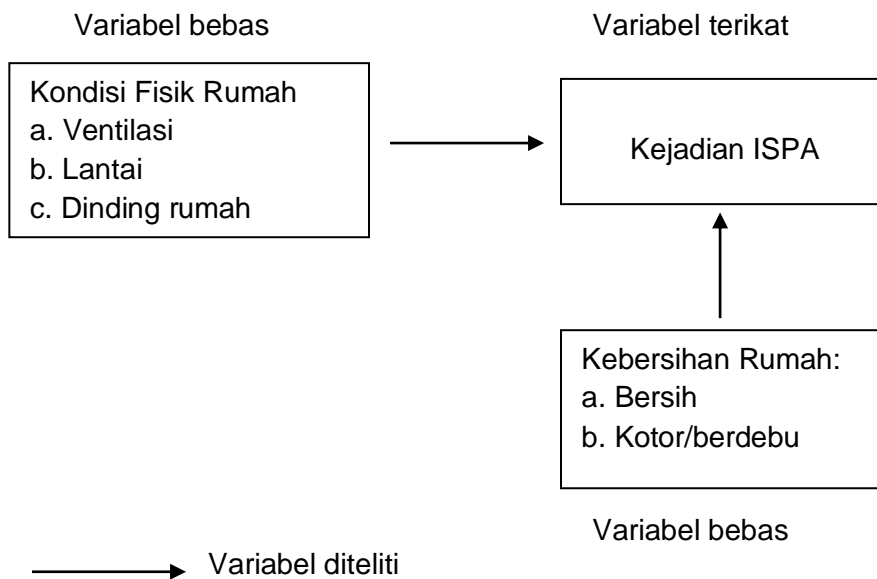 Variabel bebas
Variabel terikat
Kondisi Fisik Rumah
a. Ventilasi
b. Lantai
c. Dinding rumah
Kejadian ISPA
Kebersihan Rumah:
a. Bersih
b. Kotor/berdebu
Variabel bebas
Variabel diteliti